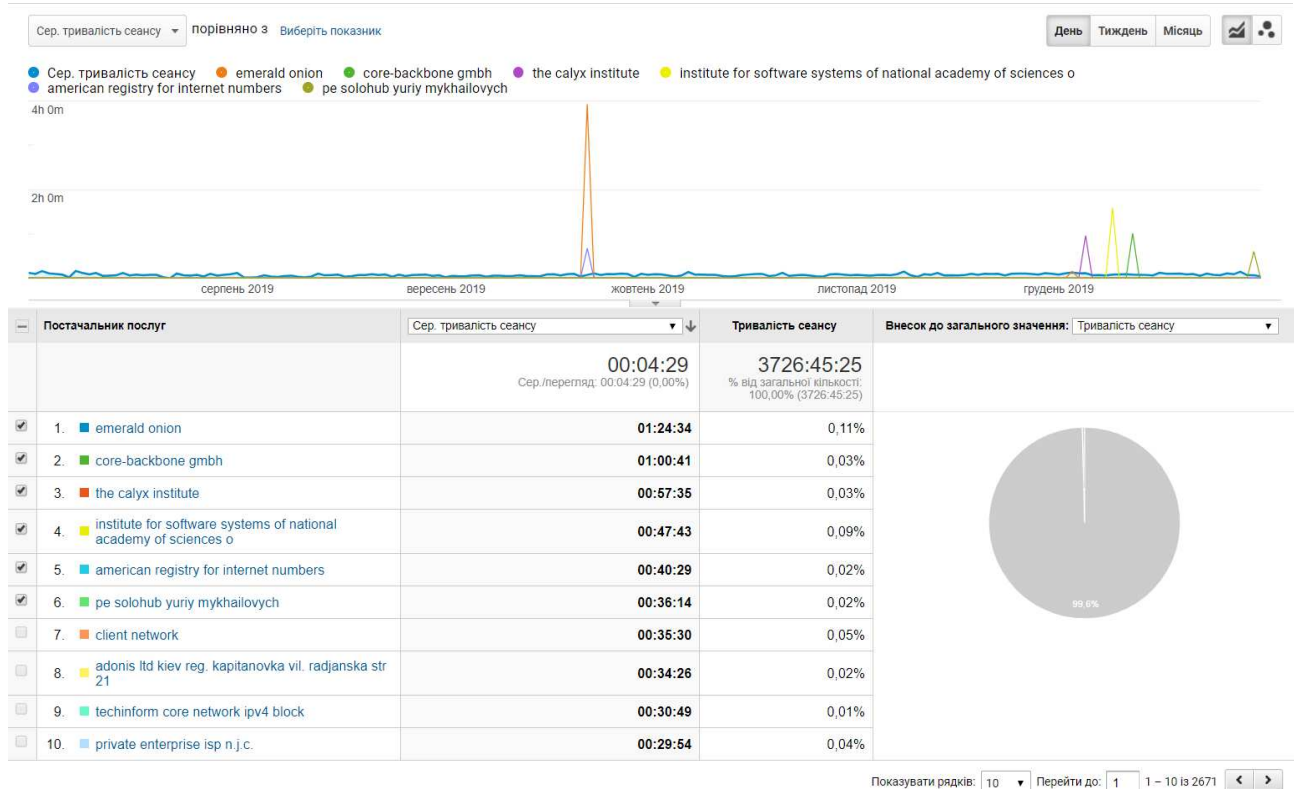 Сер. тривалість сеансу порівняно з Виберіть показник День Тиждень Місяць
Сер. тривалість сеансу emerald onion core-backbone gmbh the calyx institute institute for software systems of national academy of sciences o
american registry for internet numbers pe solohub yuriy mykhailovych
4h 0m
2h 0m
серпень 2019 вересень 2019 жовтень 2019 листопад 2019 грудень 2019
Постачальник послуг Сер. тривалість сеансу Тривалість сеансу Внесок до загального значення: Тривалість сеансу
00:04:29 3726:45:25
Сер./перегляд: 00:04:29 (0,00%) % від загальної кількості:
100,00% (3726:45:25)
1. emerald onion 01:24:34 0,11%
2. core-backbone gmbh 01:00:41 0,03%
3. the calyx institute 00:57:35 0,03%
4. institute for software systems of national
academy of sciences o 00:47:43 0,09%
5. american registry for internet numbers 00:40:29 0,02%
6. pe solohub yuriy mykhailovych 00:36:14 0,02%
99,6%
7. client network 00:35:30 0,05%
8. adonis ltd kiev reg. kapitanovka vil. radjanska str
21 00:34:26 0,02%
9. techinform core network ipv4 block 00:30:49 0,01%
10. private enterprise isp n.j.c. 00:29:54 0,04%
Показувати рядків: 10 Перейти до: 1 1 – 10 із 2671